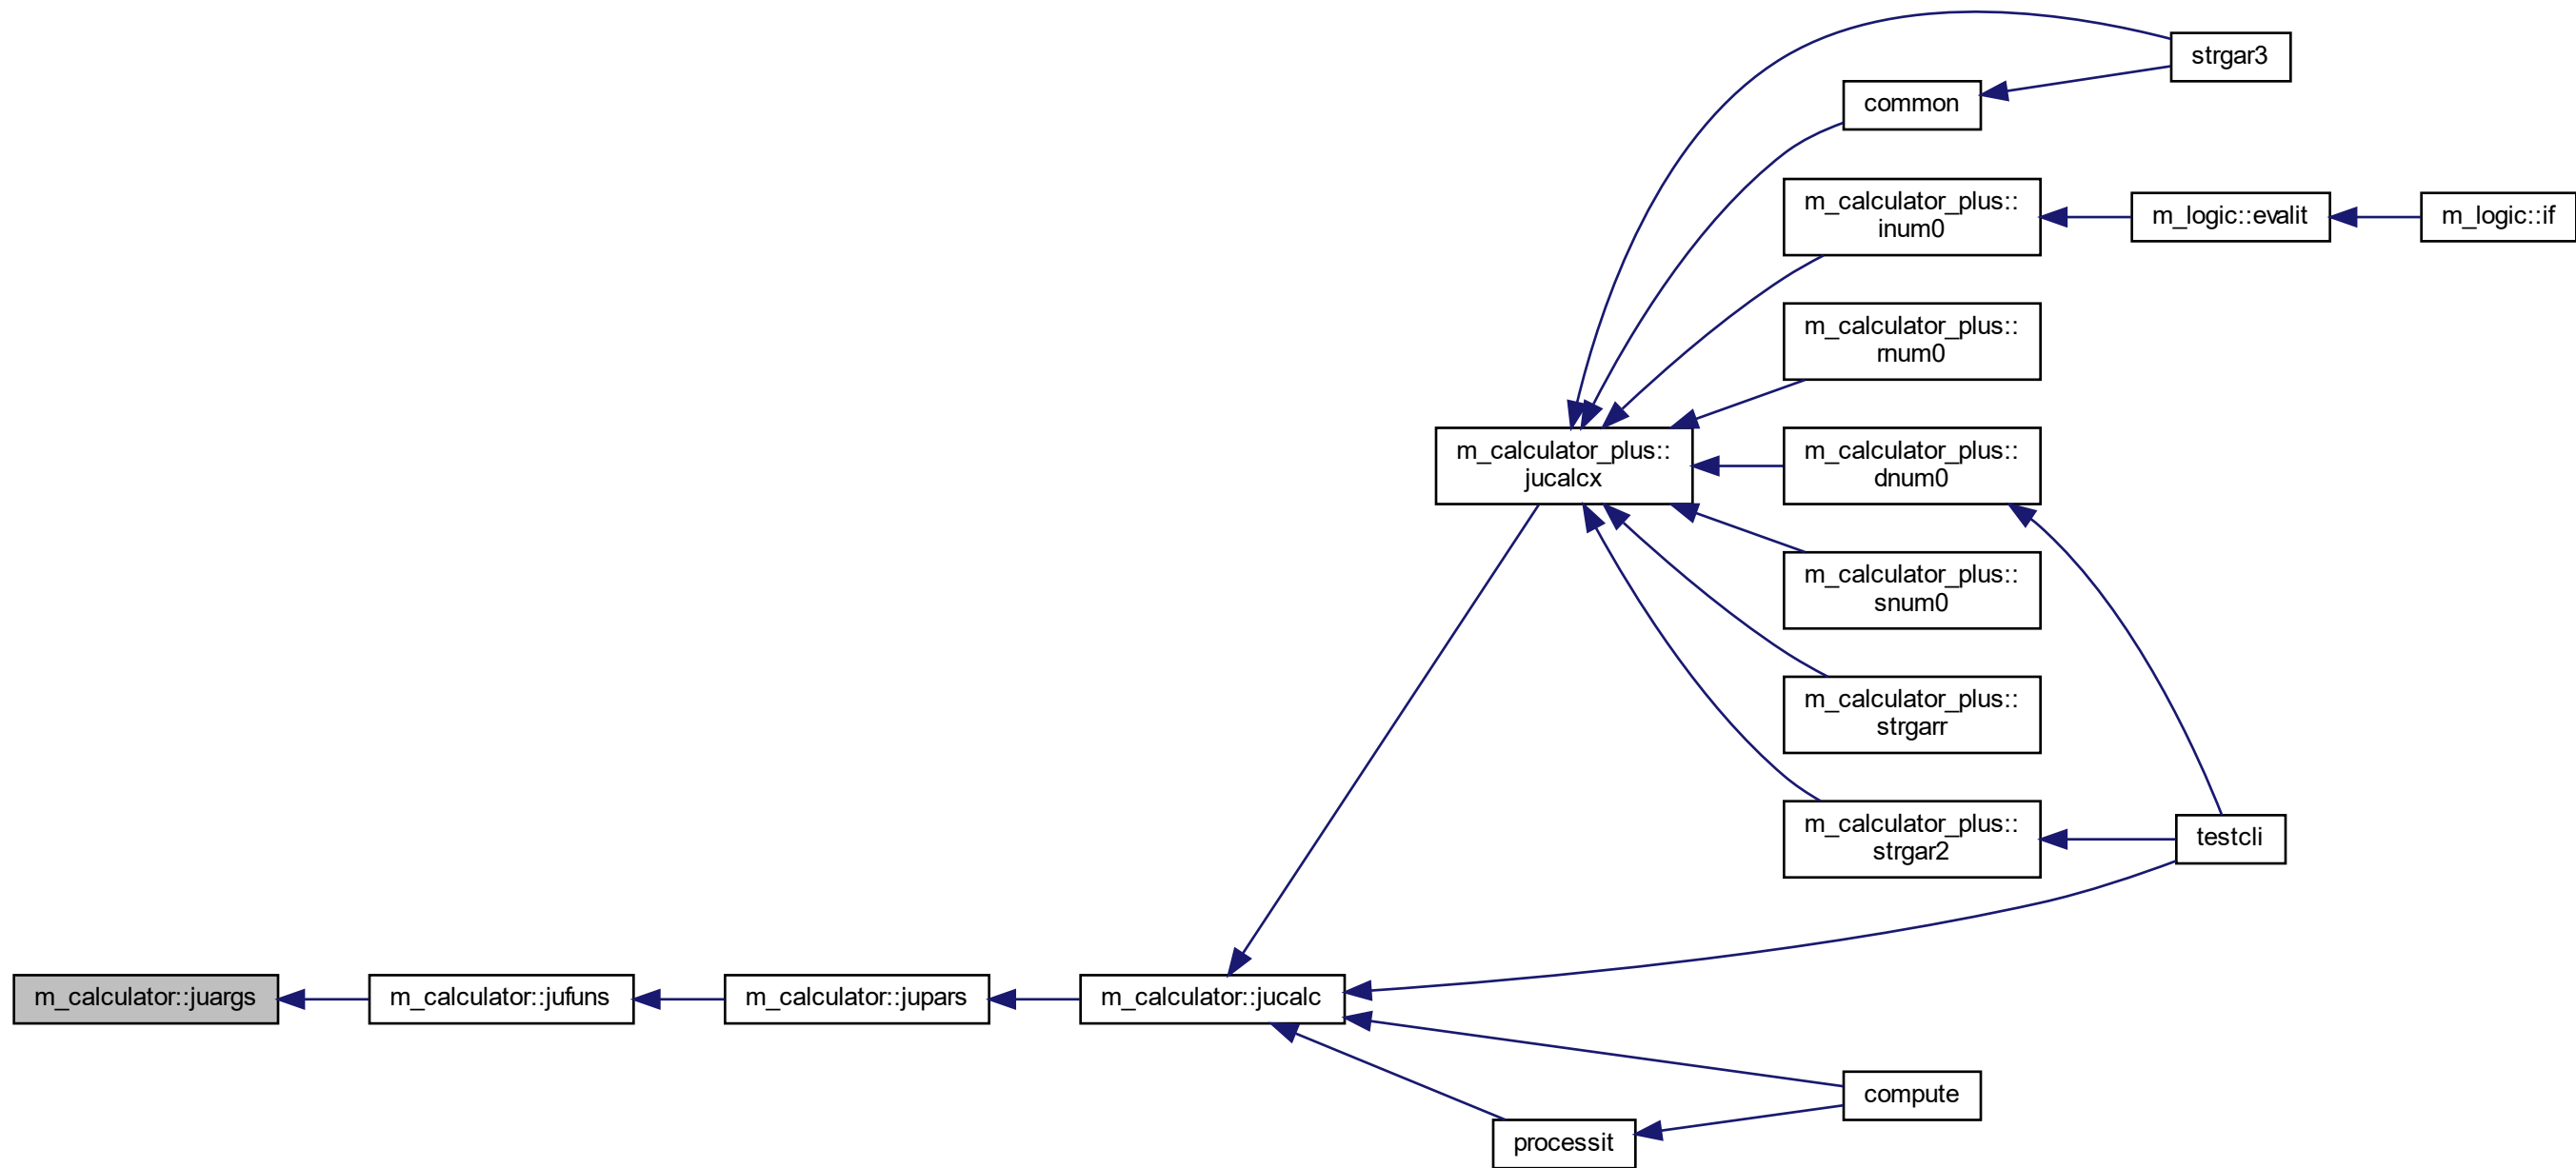 strgar3
common
m_calculator_plus::
inum0
m_logic::evalit
m_logic::if
m_calculator_plus::
rnum0
m_calculator_plus::
jucalcx
m_calculator_plus::
dnum0
m_calculator_plus::
snum0
m_calculator_plus::
strgarr
m_calculator_plus::
strgar2
testcli
m_calculator::juargs
m_calculator::jufuns
m_calculator::jupars
m_calculator::jucalc
compute
processit